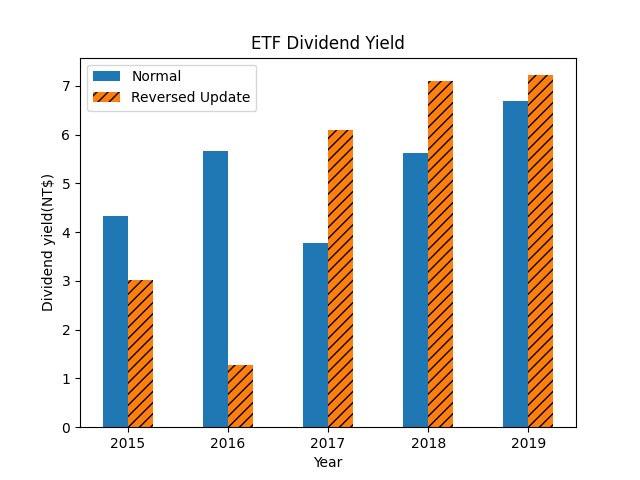 ETF Dividend Yield
Normal
Reversed Update
Dividend yield(NT$)
7
6
5
4
3
2
1
0
2015 2016 2017 2018 2019
Year